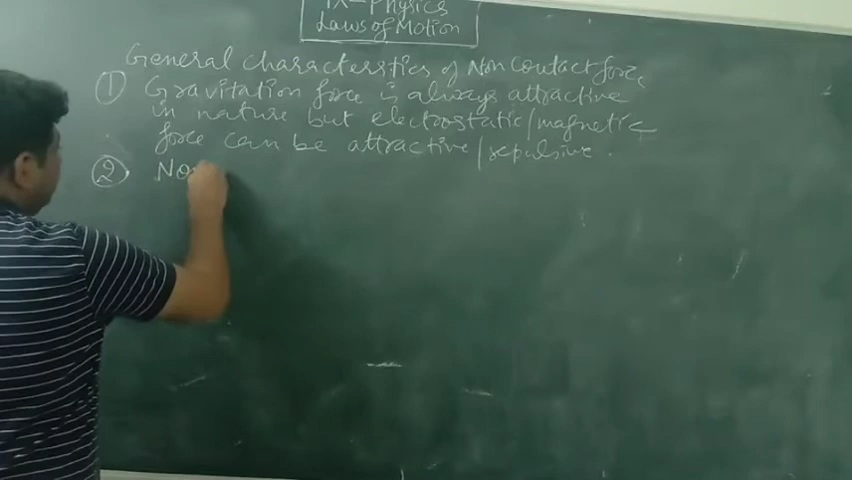 IX-Physics
Laws of Motion
General characterstics of Non Contact force
① Gravitation force is always attractive
in nature but electrostatic/magnetic
force can be attractive/repulsive.
② No